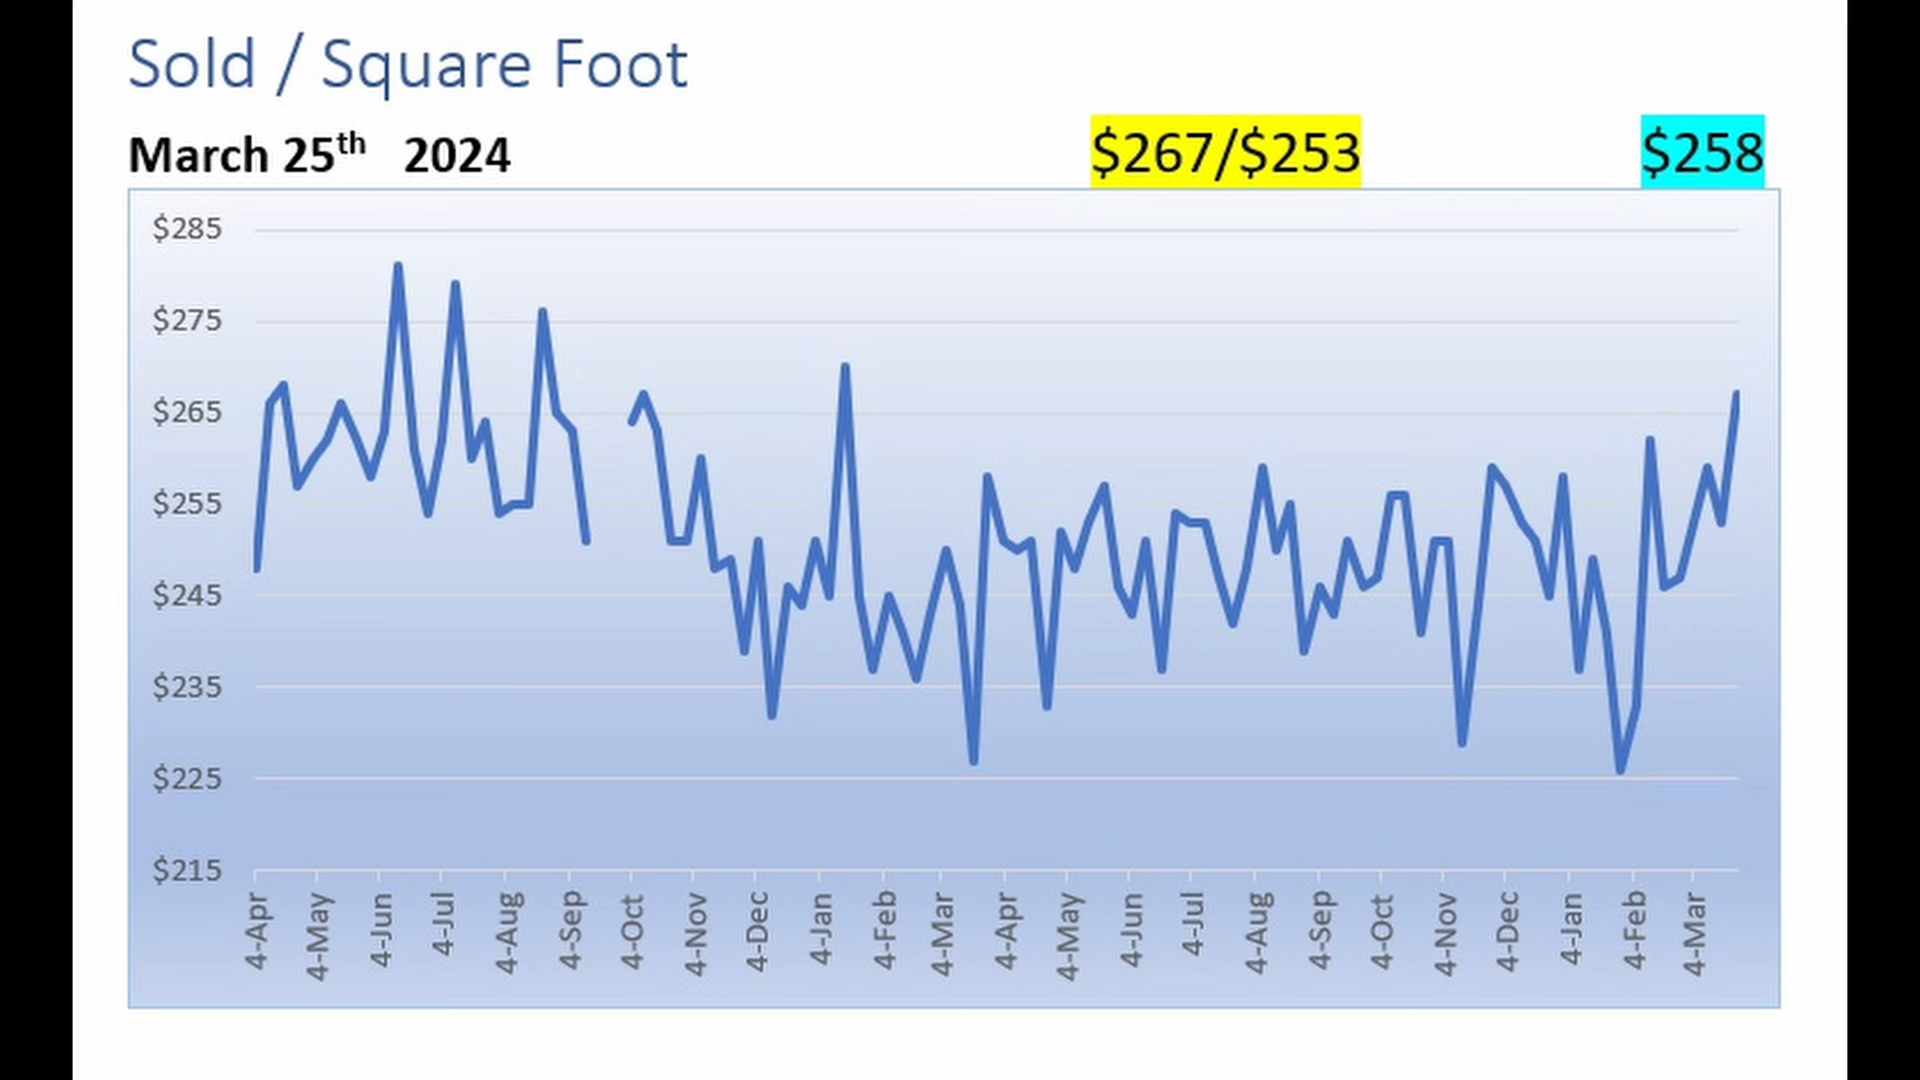 Sold / Square Foot
March 25th 2024 $267/$253 $258
$285
$275
$265
$255
$245
$235
$225
$215
4-Apr 4-May 4-Jun 4-Jul 4-Aug 4-Sep 4-Oct 4-Nov 4-Dec 4-Jan 4-Feb 4-Mar 4-Apr 4-May 4-Jun 4-Jul 4-Aug 4-Sep 4-Oct 4-Nov 4-Dec 4-Jan 4-Feb 4-Mar